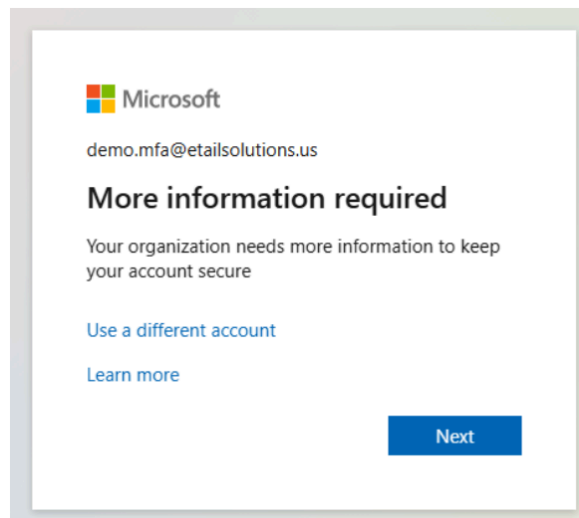 Microsoft
demo.mfa@etailsolutions.us
More information required
Your organization needs more information to keep
your account secure
Use a different account
Learn more
Next